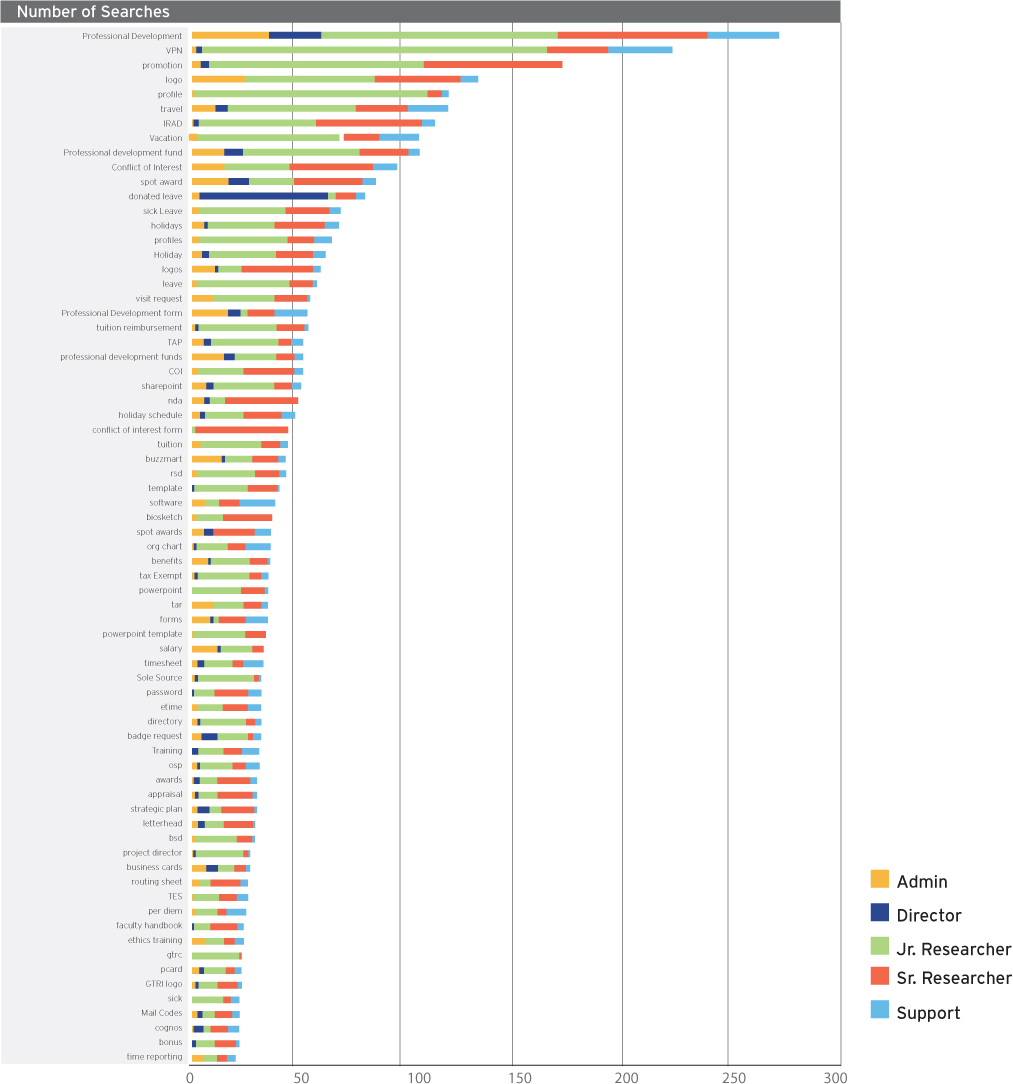 Number of Searches
Professional Development
VPN
promotion
logo
profile
travel
IRAD
Vacation
Professional development fund
Conflict of Interest
spot award
donated leave
sick Leave
holidays
profiles
Holiday
logos
leave
visit request
Professional Development form
tuition reimbursement
TAP
professional development funds
COI
sharepoint
nda
holiday schedule
conflict of interest form
tuition
buzzmart
rsd
template
software
biosketch
spot awards
org chart
benefits
tax Exempt
powerpoint
tar
forms
powerpoint template
salary
timesheet
Sole Source
password
etime
directory
badge request
Training
osp
awards
appraisal
strategic plan
letterhead
bsd
project director
business cards
routing sheet
TES
per diem
faculty handbook
ethics training
gtrc
pcard
GTRI logo
sick
Mail Codes
cognos
bonus
time reporting
0 50 100 150 200 250 300
Admin
Director
Jr. Researcher
Sr. Researcher
Support